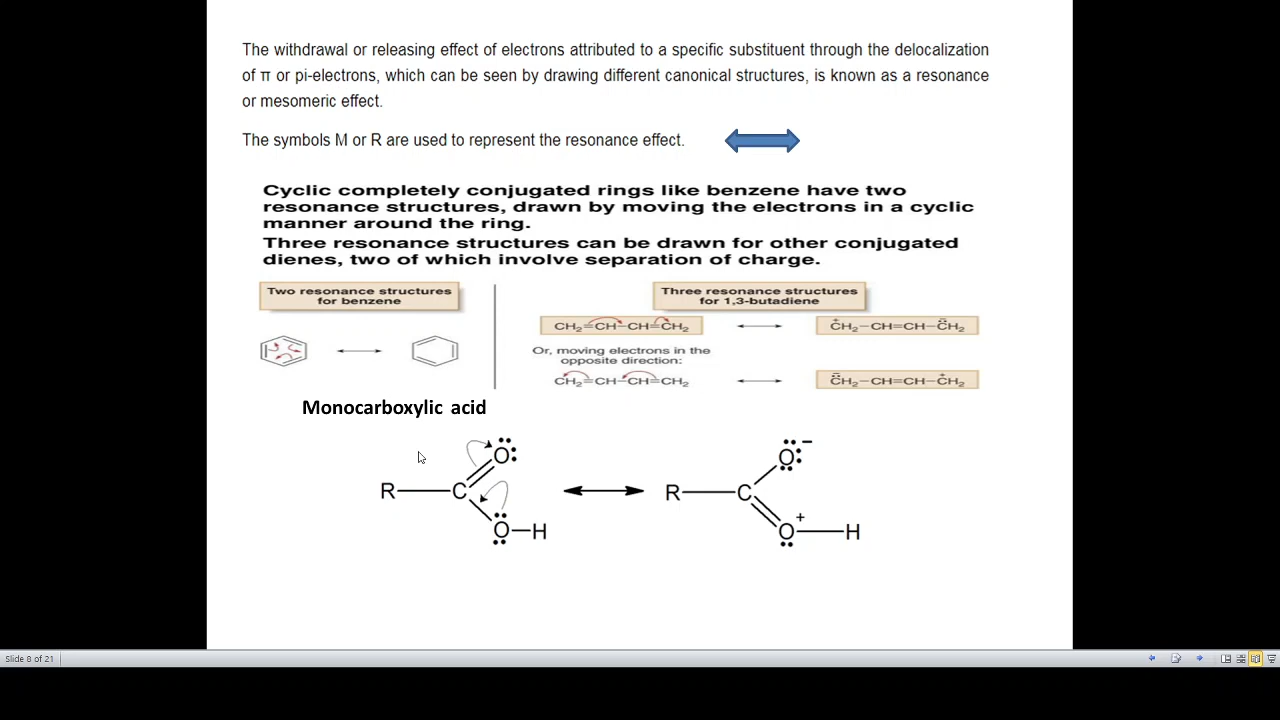 The withdrawal or releasing effect of electrons attributed to a specific substituent through the delocalization
of π or pi-electrons, which can be seen by drawing different canonical structures, is known as a resonance
or mesomeric effect.
The symbols M or R are used to represent the resonance effect.
Cyclic completely conjugated rings like benzene have two
resonance structures, drawn by moving the electrons in a cyclic
manner around the ring.
Three resonance structures can be drawn for other conjugated
dienes, two of which involve separation of charge.
Two resonance structures
for benzene
Three resonance structures
for 1,3-butadiene
CH₂=CH–CH=CH₂
+
CH₂–CH=CH–CH₂
–
Or, moving electrons in the
opposite direction:
CH₂=CH–CH=CH₂
–
CH₂–CH=CH–CH₂
+
Monocarboxylic acid
O
R C
O–H
O –
R C
+
O H
Slide 8 of 21